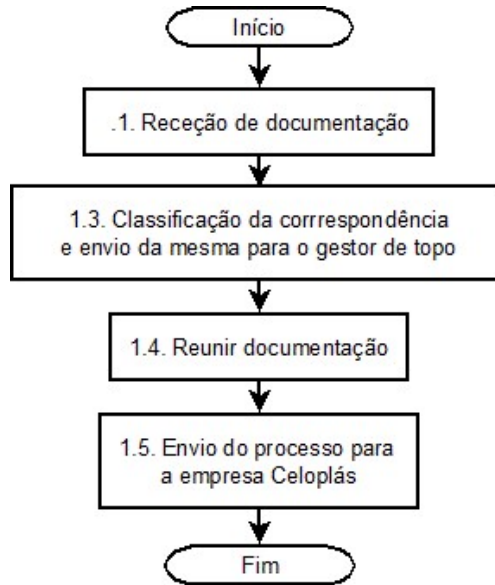 Início
.1. Receção de documentação
1.3. Classificação da corrrespondência
e envio da mesma para o gestor de topo
1.4. Reunir documentação
1.5. Envio do processo para
a empresa Celoplás
Fim